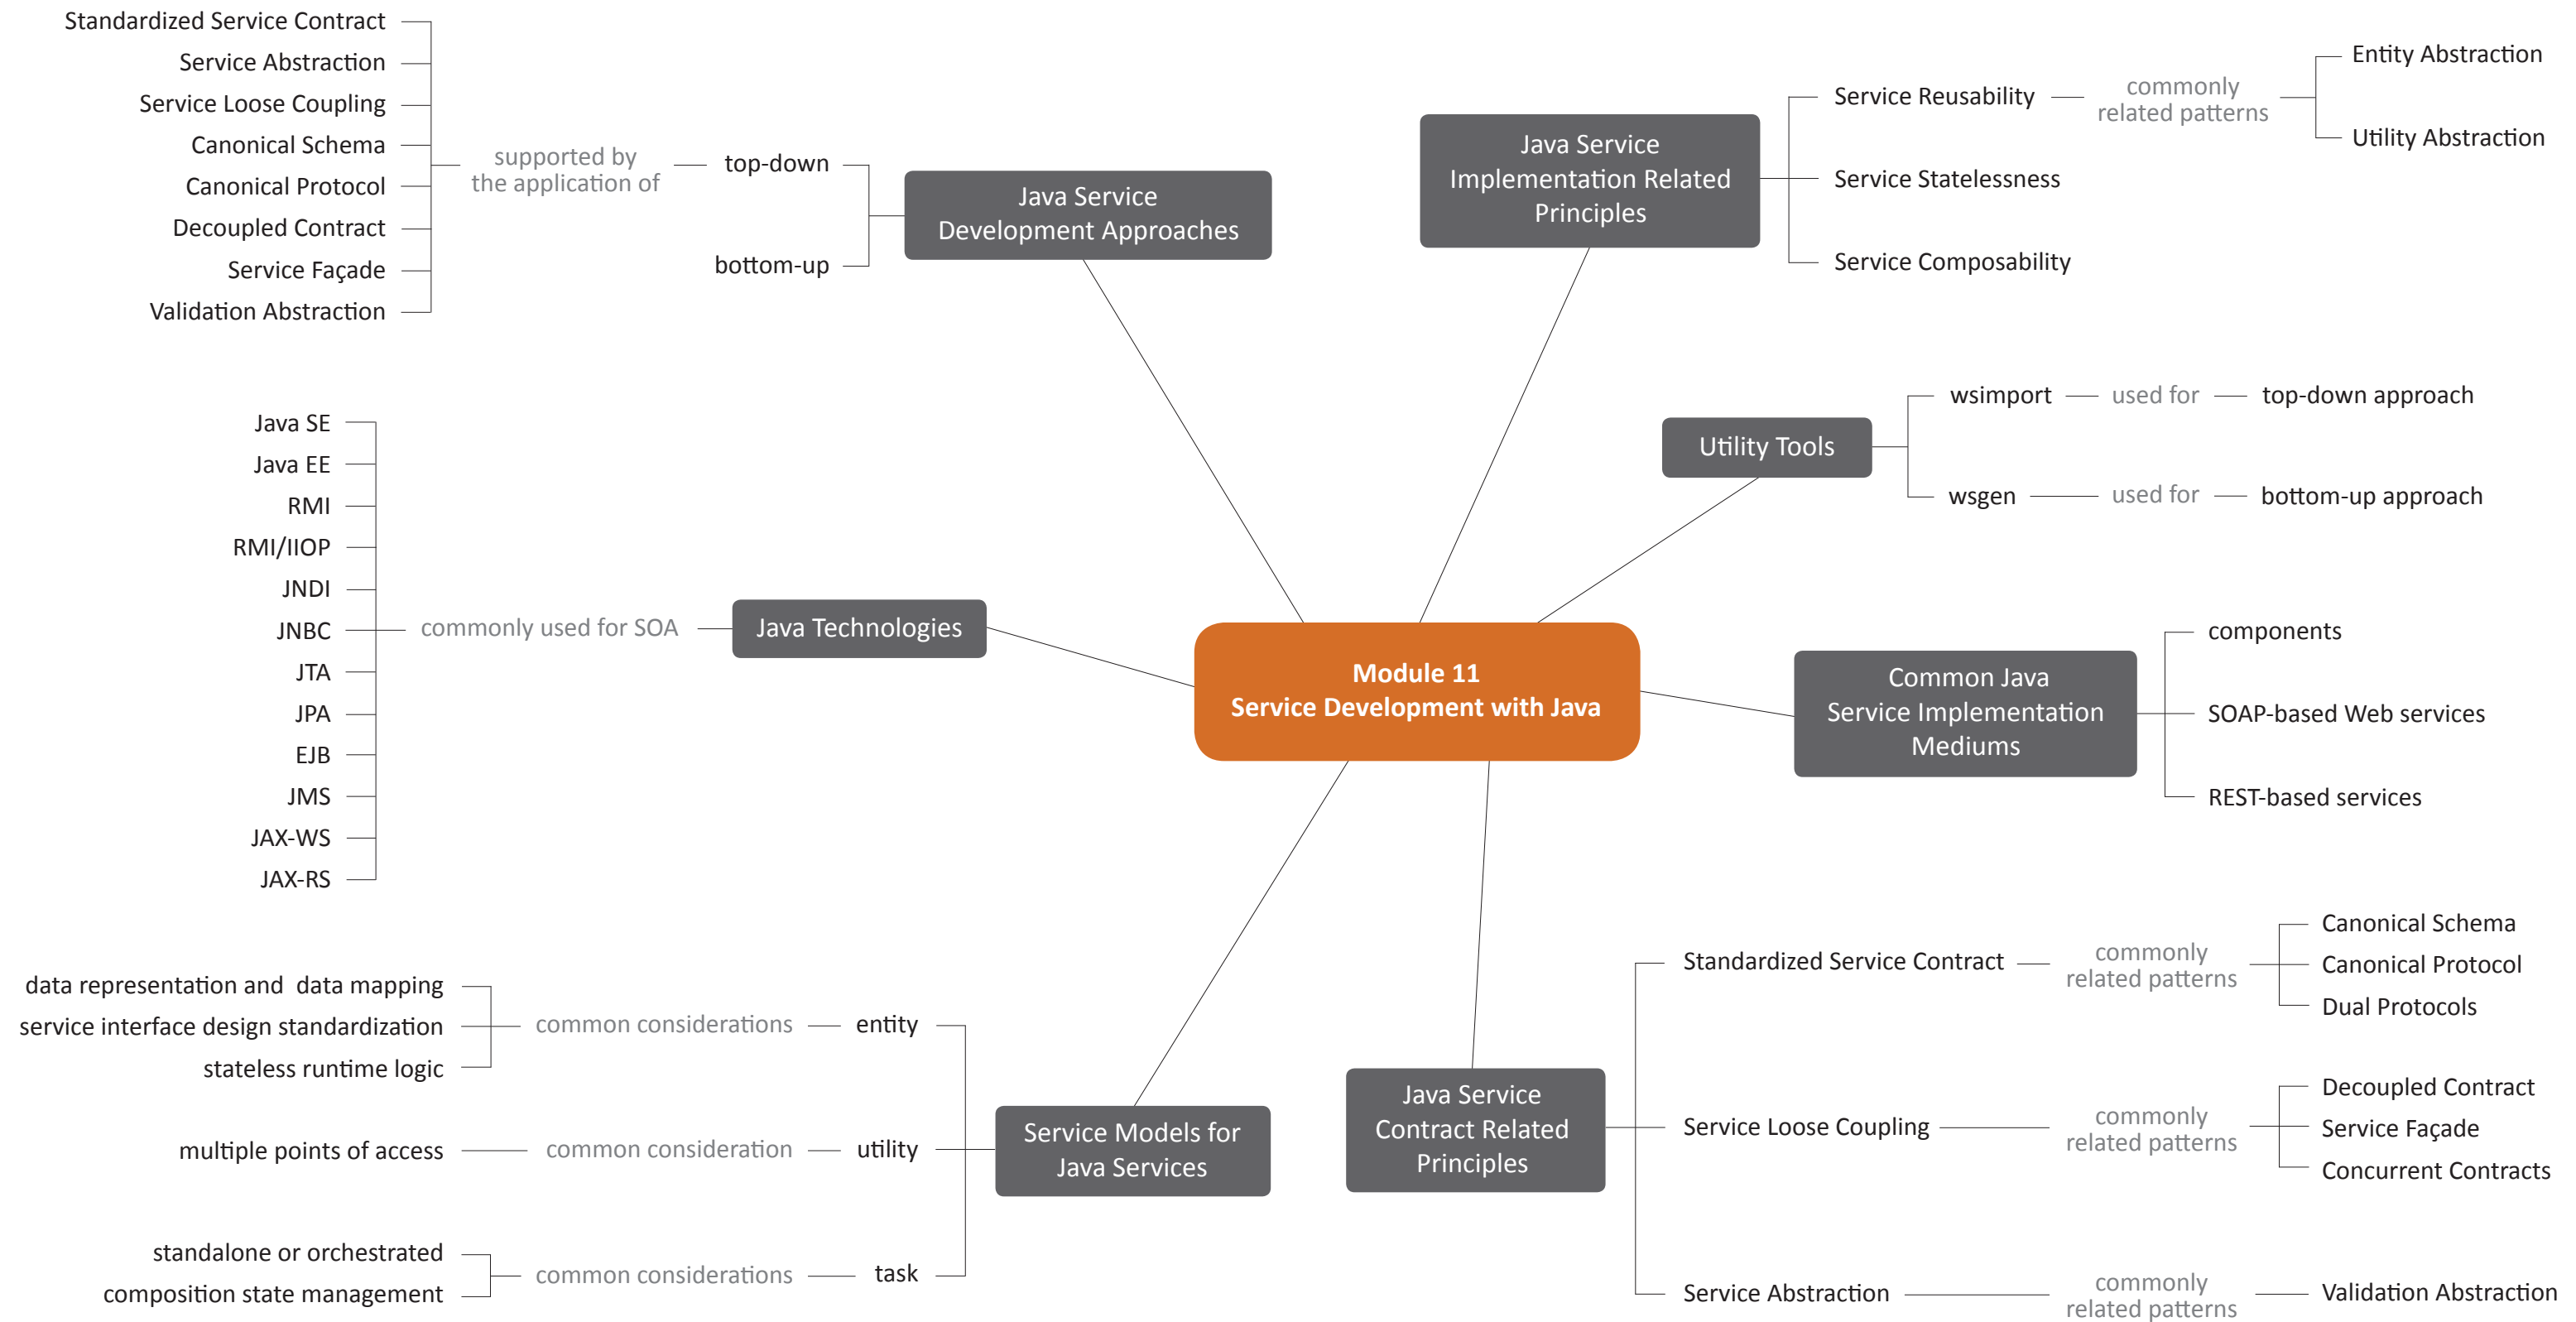 Standardized Service Contract
Service Abstraction
Service Loose Coupling
Canonical Schema
Canonical Protocol
Decoupled Contract
Service Façade
Validation Abstraction
supported by
the application of
top-down
bottom-up
Java Service
Development Approaches
Java Service
Implementation Related
Principles
Service Reusability
commonly
related patterns
Entity Abstraction
Utility Abstraction
Service Statelessness
Service Composability
Utility Tools
wsimport
used for
top-down approach
wsgen
used for
bottom-up approach
Java SE
Java EE
RMI
RMI/IIOP
JNDI
JNBC
JTA
JPA
EJB
JMS
JAX-WS
JAX-RS
commonly used for SOA
Java Technologies
Module 11
Service Development with Java
Common Java
Service Implementation
Mediums
components
SOAP-based Web services
REST-based services
data representation and  data mapping
service interface design standardization
stateless runtime logic
common considerations
entity
multiple points of access
common consideration
utility
standalone or orchestrated
composition state management
common considerations
task
Service Models for
Java Services
Java Service
Contract Related
Principles
Standardized Service Contract
commonly
related patterns
Canonical Schema
Canonical Protocol
Dual Protocols
Service Loose Coupling
commonly
related patterns
Decoupled Contract
Service Façade
Concurrent Contracts
Service Abstraction
commonly
related patterns
Validation Abstraction